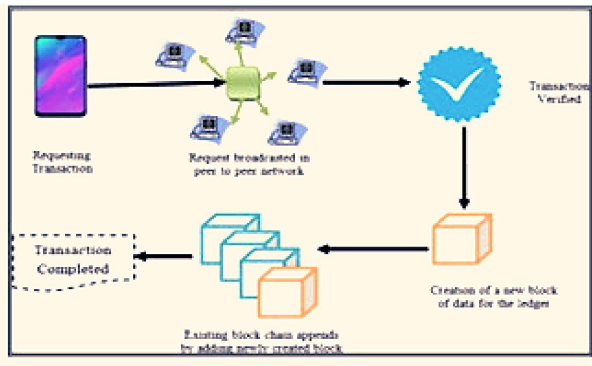 Requesting
Transaction
Request broadcasted in
peer to peer network
Transaction
Verified
Creation of a new block
of data for the ledger
Existing block chain appends
by adding newly created block
Transaction
Completed